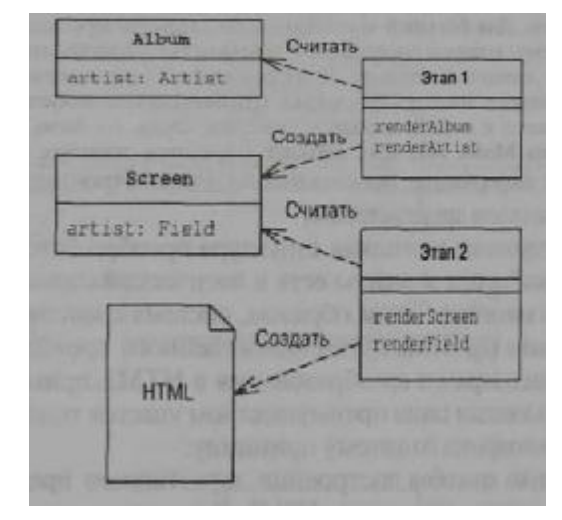 Album
artist: Artist
Считать
Этап 1
renderAlbum
renderArtist
Создать
Screen
artist: Field
Считать
Этап 2
renderScreen
renderField
Создать
HTML